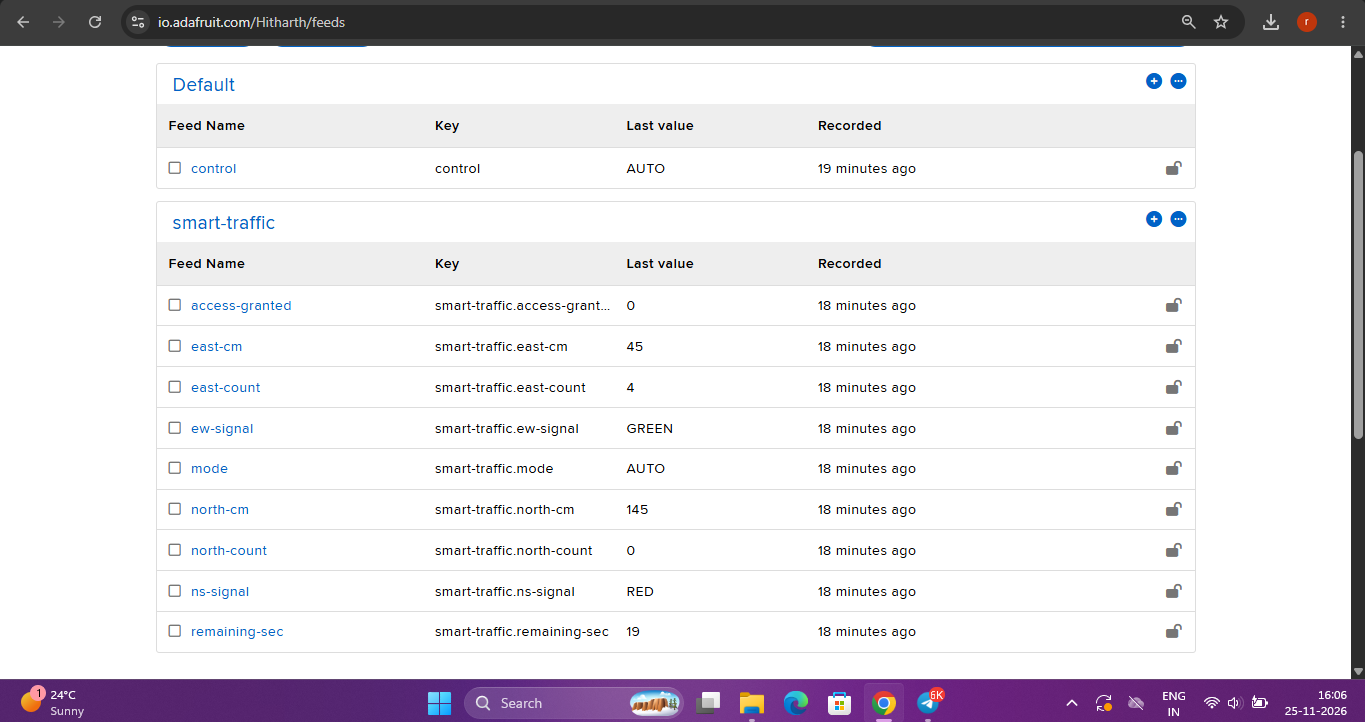 io.adafruit.com/Hitharth/feeds
r
Default
Feed Name Key Last value Recorded
control control AUTO 19 minutes ago
smart-traffic
Feed Name Key Last value Recorded
access-granted smart-traffic.access-grant... 0 18 minutes ago
east-cm smart-traffic.east-cm 45 18 minutes ago
east-count smart-traffic.east-count 4 18 minutes ago
ew-signal smart-traffic.ew-signal GREEN 18 minutes ago
mode smart-traffic.mode AUTO 18 minutes ago
north-cm smart-traffic.north-cm 145 18 minutes ago
north-count smart-traffic.north-count 0 18 minutes ago
ns-signal smart-traffic.ns-signal RED 18 minutes ago
remaining-sec smart-traffic.remaining-sec 19 18 minutes ago
1 24°C
Sunny
Search
6K
ENG
IN
16:06
25-11-2026